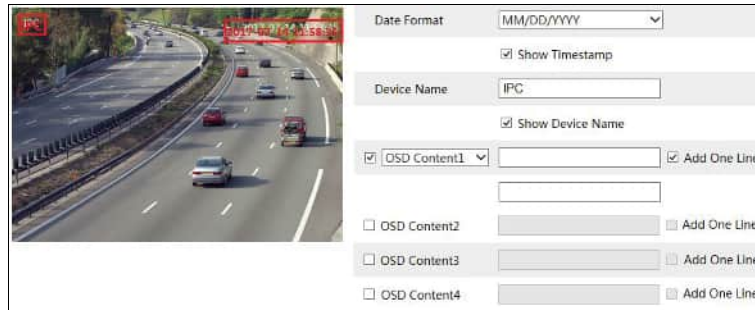 IPC
Date Format MM/DD/YYYY
Show Timestamp
Device Name IPC
Show Device Name
OSD Content1 Add One Line
OSD Content2 Add One Line
OSD Content3 Add One Line
OSD Content4 Add One Line